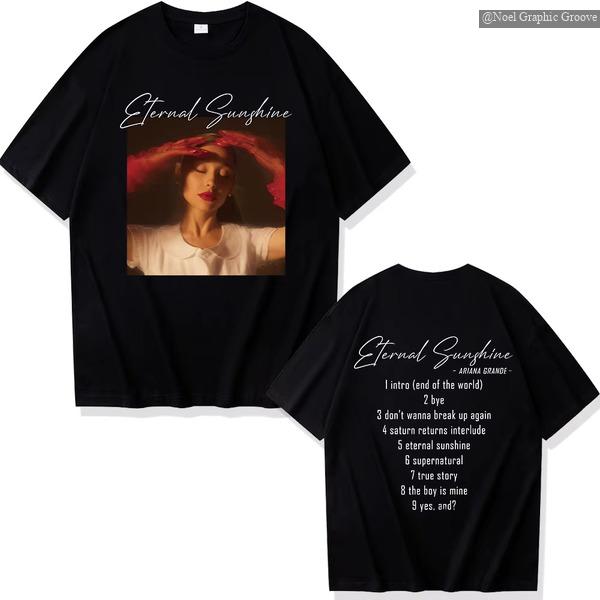 @Noel Graphic Groove
Eternal Sunshine
Eternal Sunshine
- ARIANA GRANDE -
1 intro (end of the world)
2 bye
3 don't wanna break up again
4 saturn returns interlude
5 eternal sunshine
6 supernatural
7 true story
8 the boy is mine
9 yes, and?